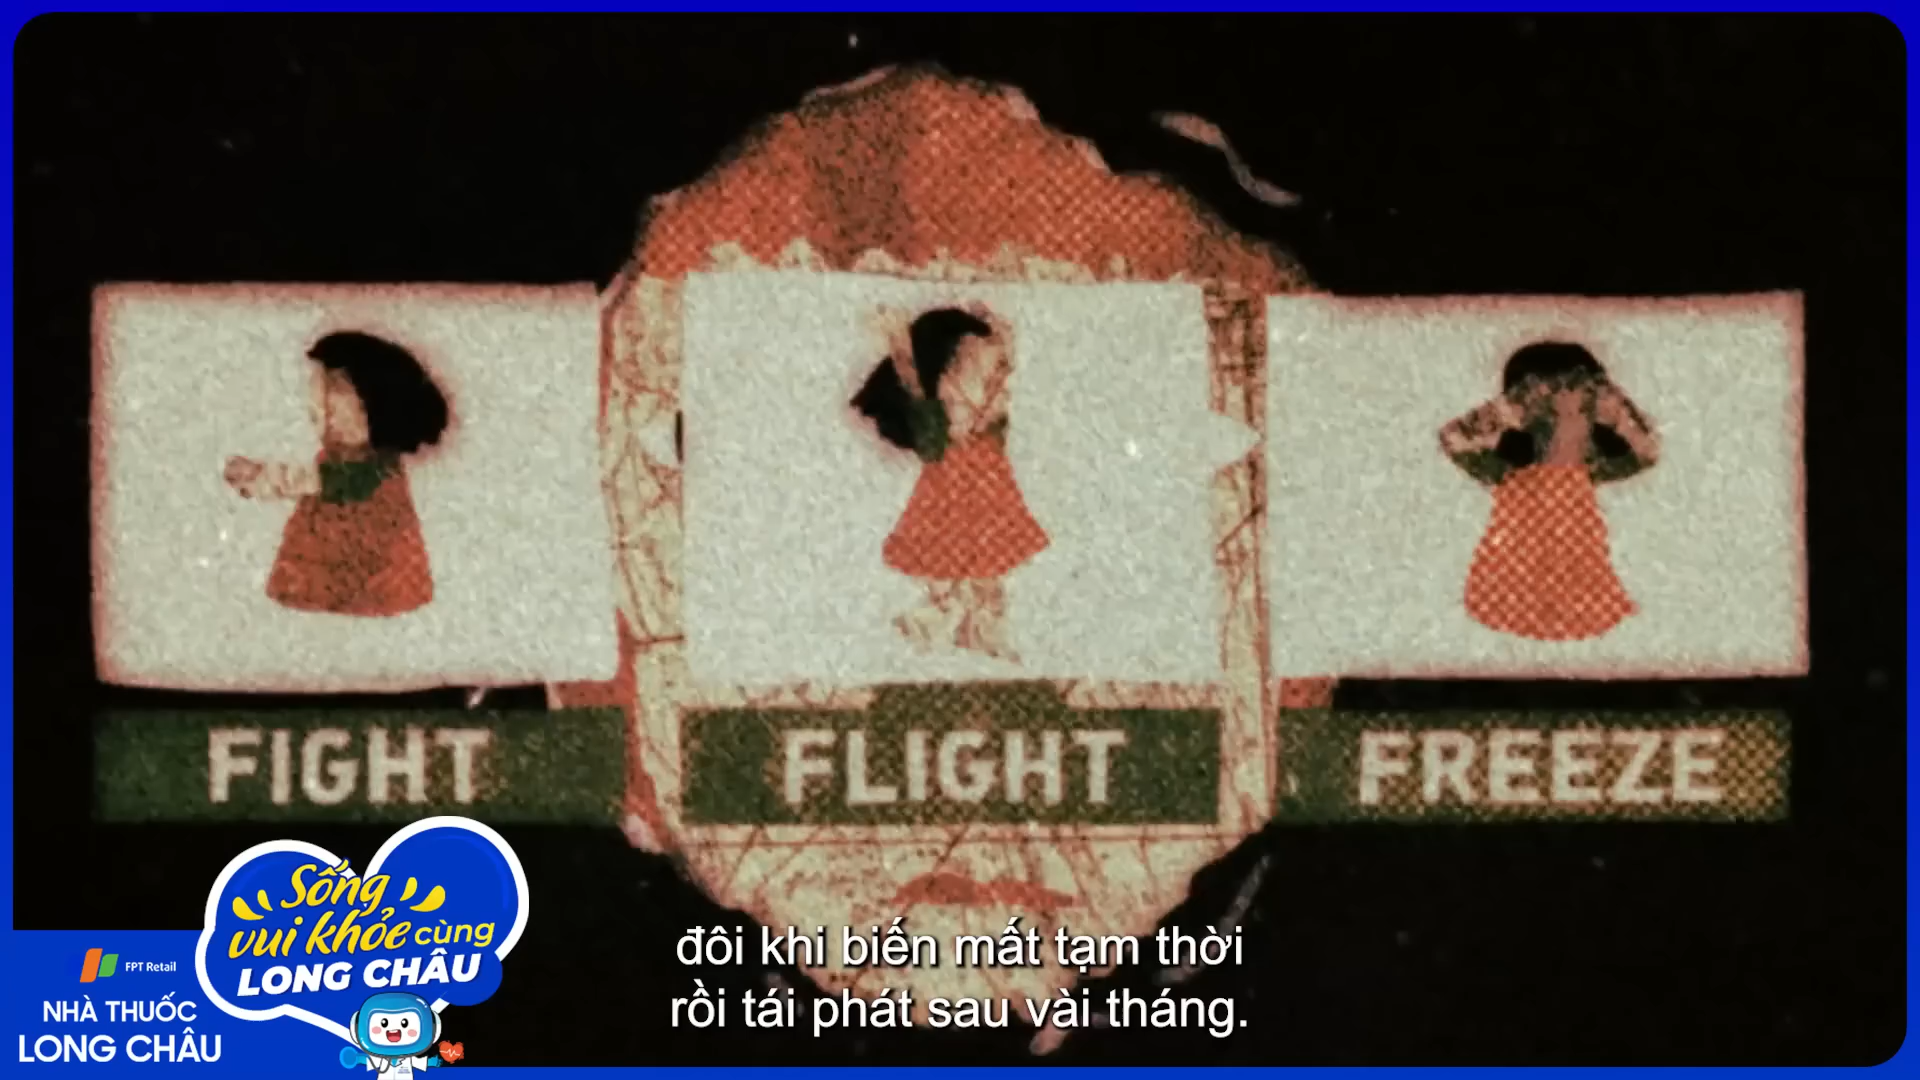 FIGHT
FLIGHT
FREEZE
Sống
vui khỏe cùng
LONG CHÂU
FPT Retail
NHÀ THUỐC
LONG CHÂU
đôi khi biến mất tạm thời
rồi tái phát sau vài tháng.